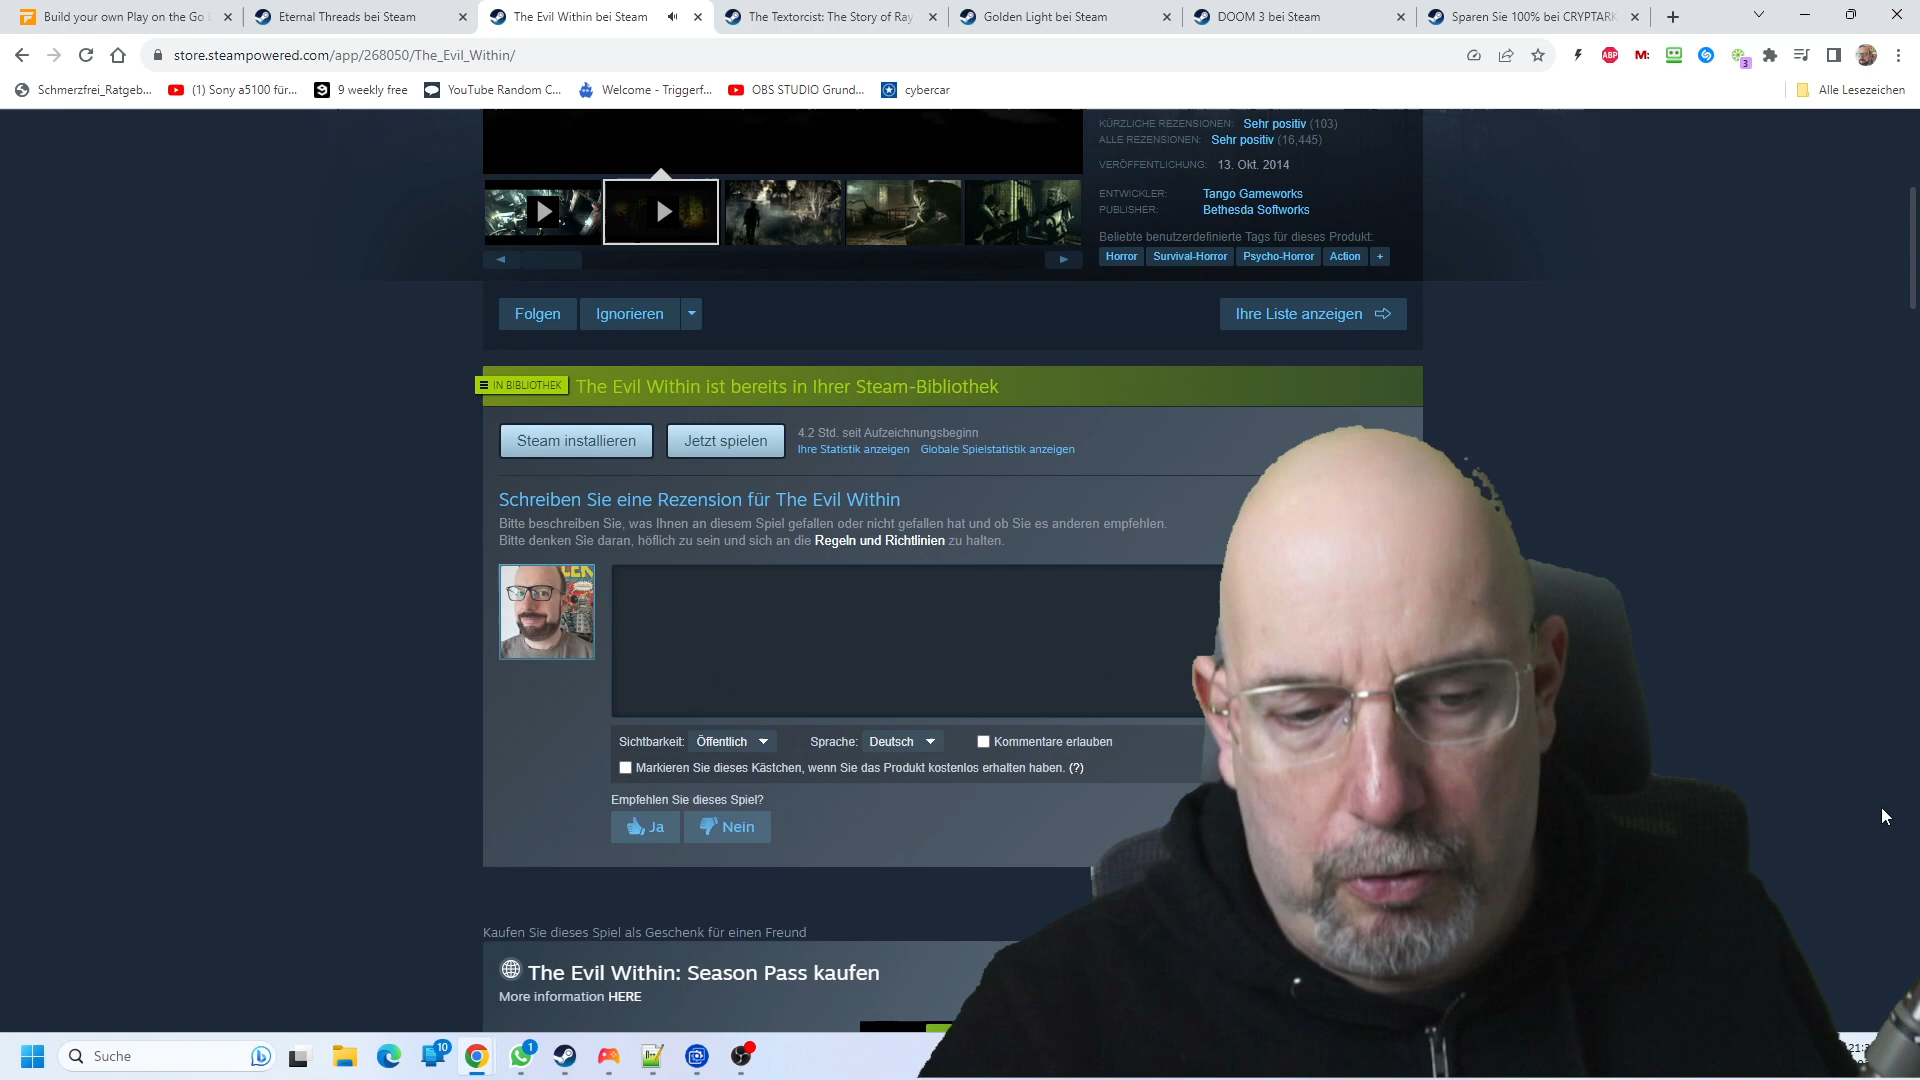 Build your own Play on the Go
Eternal Threads bei Steam
The Evil Within bei Steam
The Textorcist: The Story of Ray
Golden Light bei Steam
DOOM 3 bei Steam
Sparen Sie 100% bei CRYPTARK
store.steampowered.com/app/268050/The_Evil_Within/
ABP
M:
3
Schmerzfrei_Ratgeb...
(1) Sony a5100 für...
9 weekly free
YouTube Random C...
Welcome - Triggerf...
OBS STUDIO Grund...
cybercar
Alle Lesezeichen
KÜRZLICHE REZENSIONEN: Sehr positiv (103)
ALLE REZENSIONEN: Sehr positiv (16,445)
VERÖFFENTLICHUNG: 13. Okt. 2014
ENTWICKLER: Tango Gameworks
PUBLISHER: Bethesda Softworks
Beliebte benutzerdefinierte Tags für dieses Produkt:
Horror Survival-Horror Psycho-Horror Action +
Folgen
Ignorieren
Ihre Liste anzeigen
IN BIBLIOTHEK
The Evil Within ist bereits in Ihrer Steam-Bibliothek
Steam installieren
Jetzt spielen
4.2 Std. seit Aufzeichnungsbeginn
Ihre Statistik anzeigen Globale Spielstatistik anzeigen
Schreiben Sie eine Rezension für The Evil Within
Bitte beschreiben Sie, was Ihnen an diesem Spiel gefallen oder nicht gefallen hat und ob Sie es anderen empfehlen.
Bitte denken Sie daran, höflich zu sein und sich an die Regeln und Richtlinien zu halten.
Sichtbarkeit: Öffentlich
Sprache: Deutsch
Kommentare erlauben
Markieren Sie dieses Kästchen, wenn Sie das Produkt kostenlos erhalten haben. (?)
Empfehlen Sie dieses Spiel?
Ja
Nein
Kaufen Sie dieses Spiel als Geschenk für einen Freund
The Evil Within: Season Pass kaufen
More information HERE
Suche
10
1